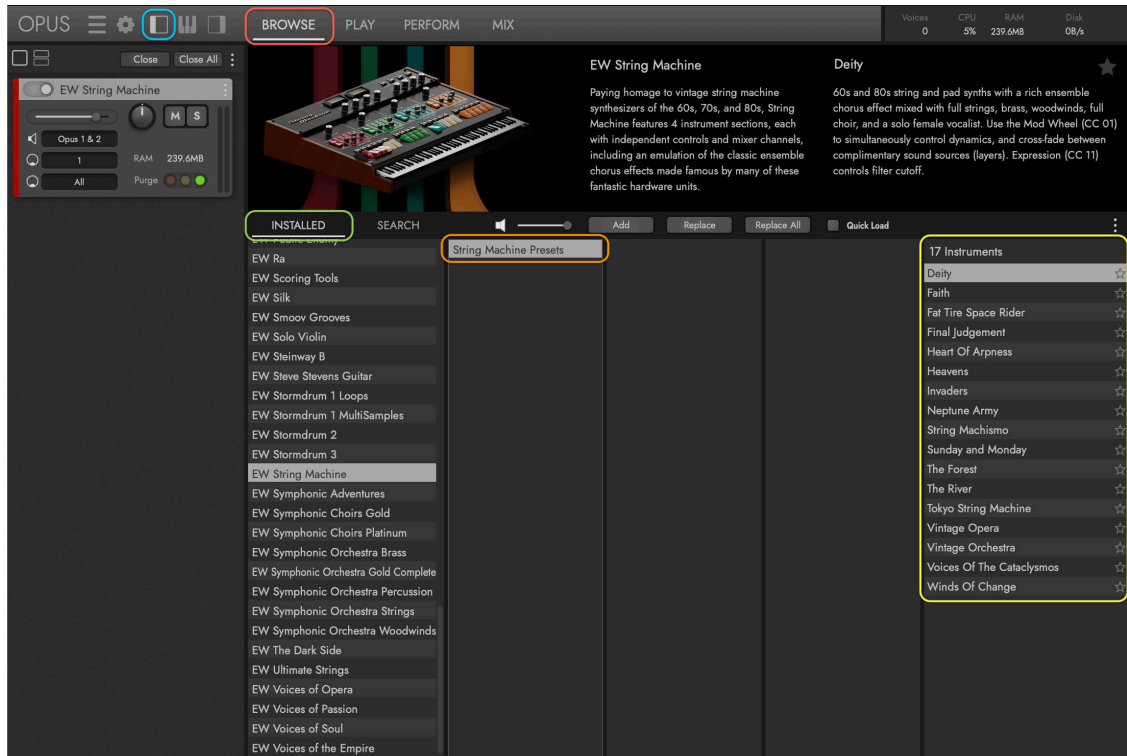 OPUS
BROWSE
PLAY
PERFORM
MIX
Voices
0
CPU
5%
RAM
239.6MB
Disk
0B/s
Close
Close All
EW String Machine
M
S
Opus 1 & 2
1
RAM 239.6MB
All
Purge
EW String Machine
Paying homage to vintage string machine
synthesizers of the 60s, 70s, and 80s, String
Machine features 4 instrument sections, each
with independent controls and mixer channels,
including an emulation of the classic ensemble
chorus effects made famous by many of these
fantastic hardware units.
Deity
60s and 80s string and pad synths with a rich ensemble
chorus effect mixed with full strings, brass, woodwinds, full
choir, and a solo female vocalist. Use the Mod Wheel (CC 01)
to simultaneously control dynamics, and cross-fade between
complimentary sound sources (layers). Expression (CC 11)
controls filter cutoff.
INSTALLED
SEARCH
Add
Replace
Replace All
Quick Load
EW Public Enemy
EW Ra
EW Scoring Tools
EW Silk
EW Smoov Grooves
EW Solo Violin
EW Steinway B
EW Steve Stevens Guitar
EW Stormdrum 1 Loops
EW Stormdrum 1 MultiSamples
EW Stormdrum 2
EW Stormdrum 3
EW String Machine
EW Symphonic Adventures
EW Symphonic Choirs Gold
EW Symphonic Choirs Platinum
EW Symphonic Orchestra Brass
EW Symphonic Orchestra Gold Complete
EW Symphonic Orchestra Percussion
EW Symphonic Orchestra Strings
EW Symphonic Orchestra Woodwinds
EW The Dark Side
EW Ultimate Strings
EW Voices of Opera
EW Voices of Passion
EW Voices of Soul
EW Voices of the Empire
String Machine Presets
17 Instruments
Deity
Faith
Fat Tire Space Rider
Final Judgement
Heart Of Arpness
Heavens
Invaders
Neptune Army
String Machismo
Sunday and Monday
The Forest
The River
Tokyo String Machine
Vintage Opera
Vintage Orchestra
Voices Of The Cataclysmos
Winds Of Change